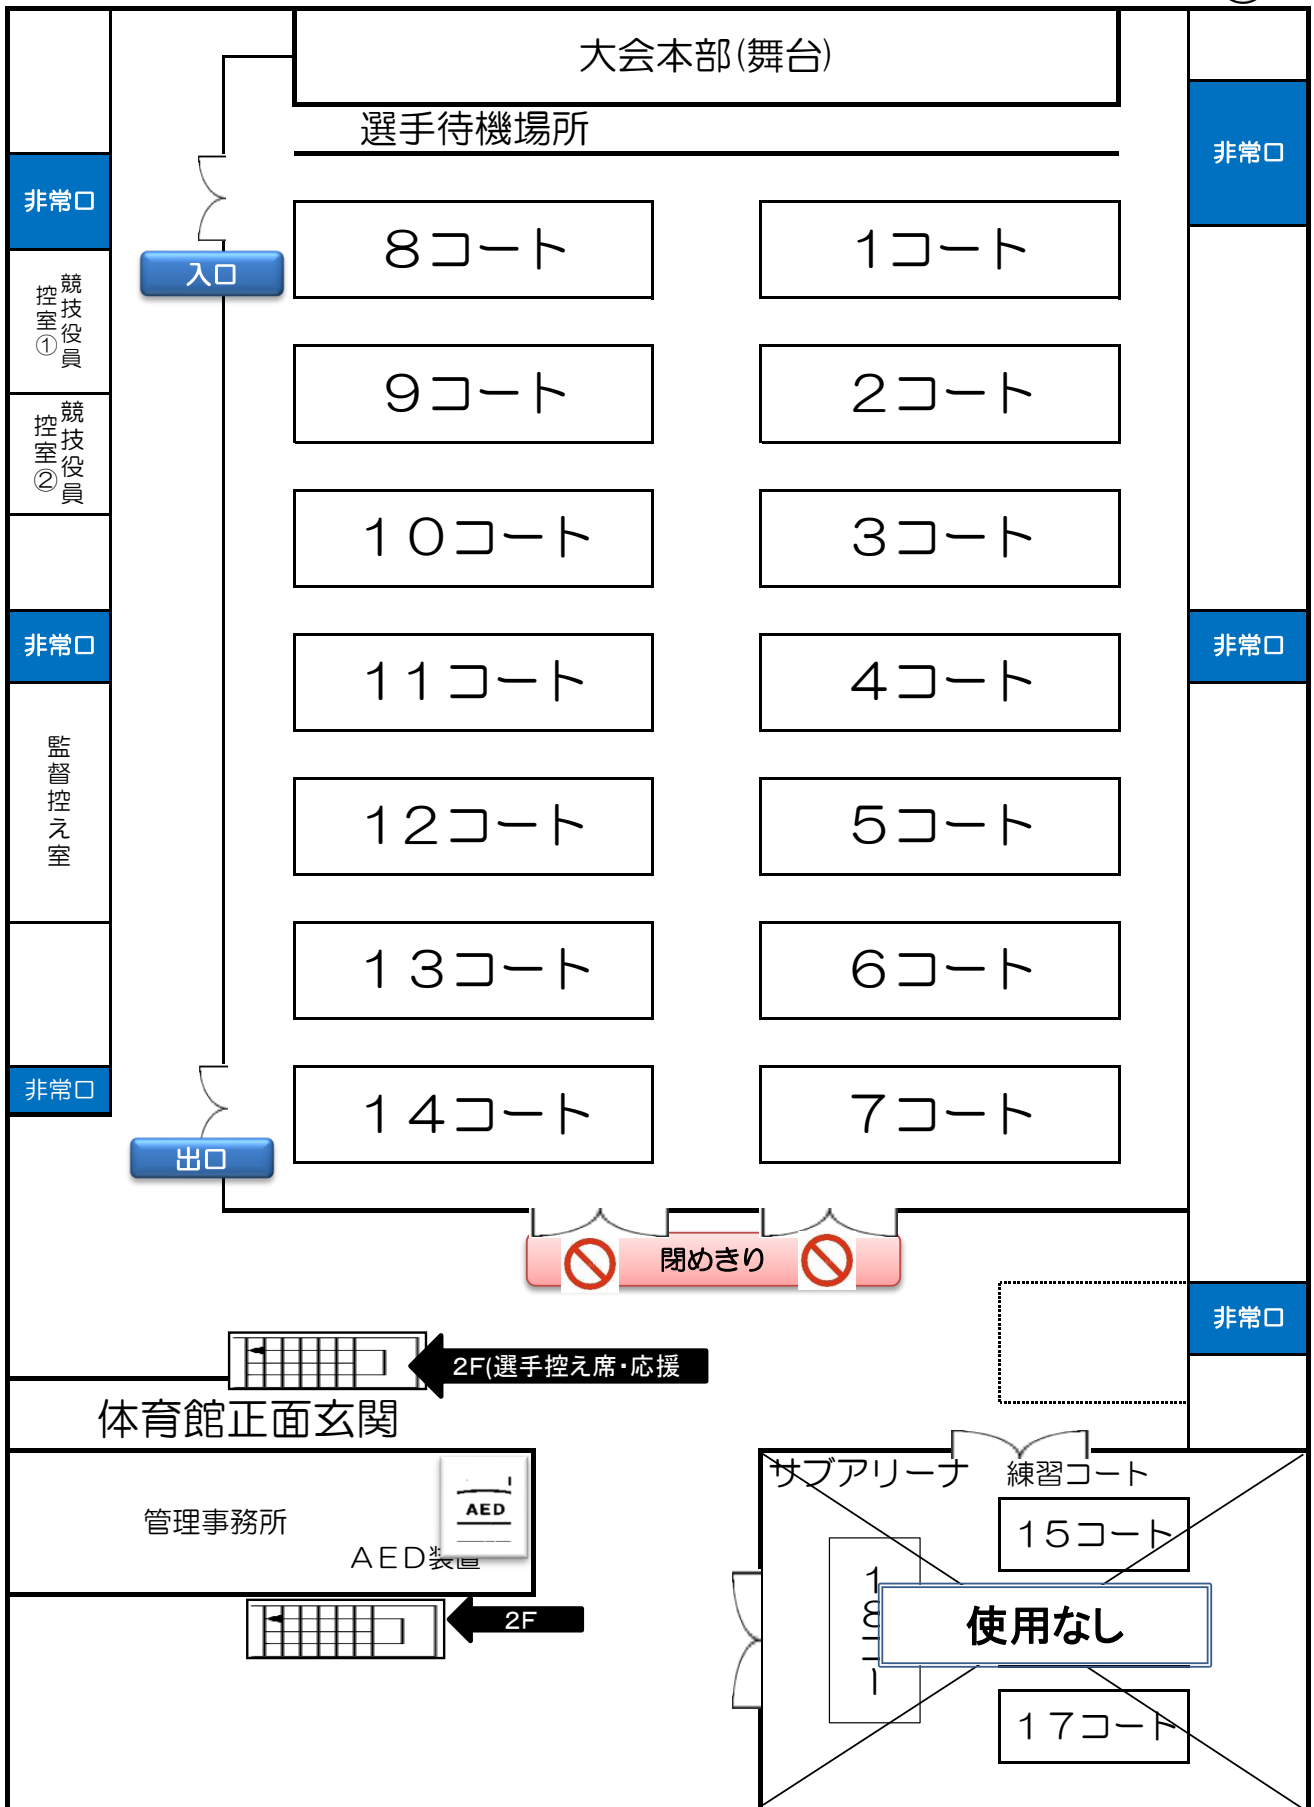 大会本部(舞台)
選手待機場所
非常口
非常口
入口
8コート
1コート
競技役員
控室①
9コート
2コート
競技役員
控室②
10コート
3コート
非常口
非常口
11コート
4コート
監督控え室
12コート
5コート
13コート
6コート
非常口
14コート
7コート
出口
閉めきり
非常口
2F(選手控え席・応援
体育館正面玄関
サブアリーナ
練習コート
AED
管理事務所
15コート
AED装置
使用なし
2F
17コート